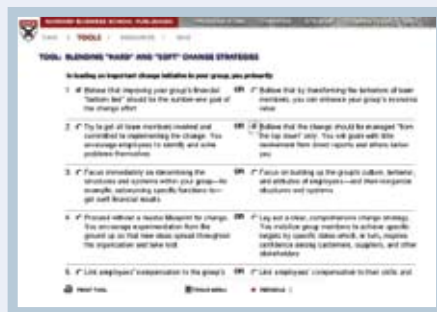 HARVARD BUSINESS SCHOOL PUBLISHING
TOOLS
TOOL: BLENDING "HARD" AND "SOFT" CHANGE STRATEGIES
In leading an important change initiative in your group, you primarily
1 Believe that improving your group's financial "bottom line" should be the number-one goal of the change effort
OR Believe that by transforming the behaviors of team members, you can enhance your group's economic value
2 Try to get all team members involved and committed to implementing the change. You encourage employees to identify and solve problems themselves
OR Believe that the change should be managed "from the top down" only. You will guide with little involvement from direct reports and others below you
3 Focus immediately on streamlining the structures and systems within your group—for example, outsourcing specific functions—to get swift financial results
OR Focus on building up the group's culture, behavior, and attitudes of employees—and then reorganize structures and systems
4 Proceed without a master blueprint for change. You encourage experimentation from the ground up so that new ideas spread throughout the organization and take root
OR Lay out a clear, comprehensive change strategy. You mobilize group members to achieve specific targets by specific dates which, in turn, inspires confidence among customers, suppliers, and other stakeholders
5 Link employees' compensation to the group's
OR Link employees' compensation to their skills and
PRINT TOOL
TOOLS MENU